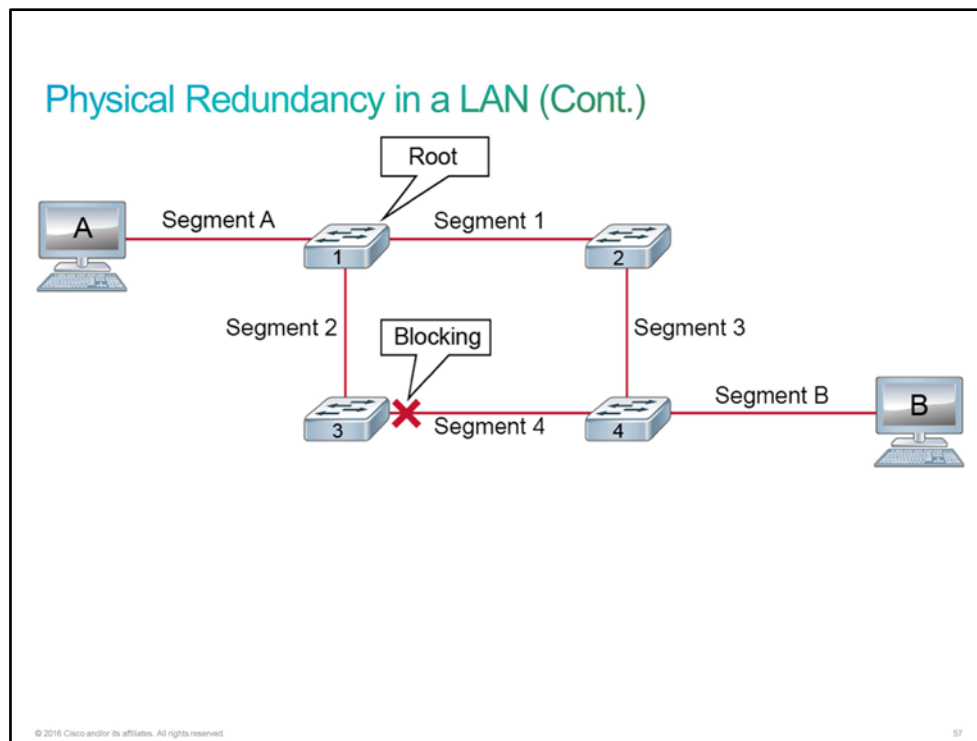 Physical Redundancy in a LAN (Cont.)
Root
A
Segment A
1
Segment 1
2
Segment 2
Blocking
Segment 3
3
Segment 4
4
Segment B
B
© 2016 Cisco and/or its affiliates. All rights reserved.
57